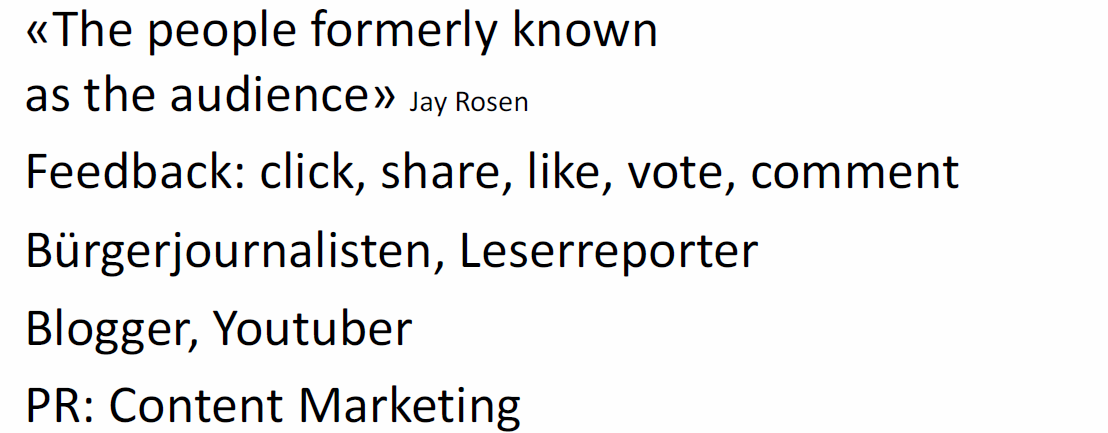 «The people formerly known
as the audience» Jay Rosen
Feedback: click, share, like, vote, comment
Bürgerjournalisten, Leserreporter
Blogger, Youtuber
PR: Content Marketing